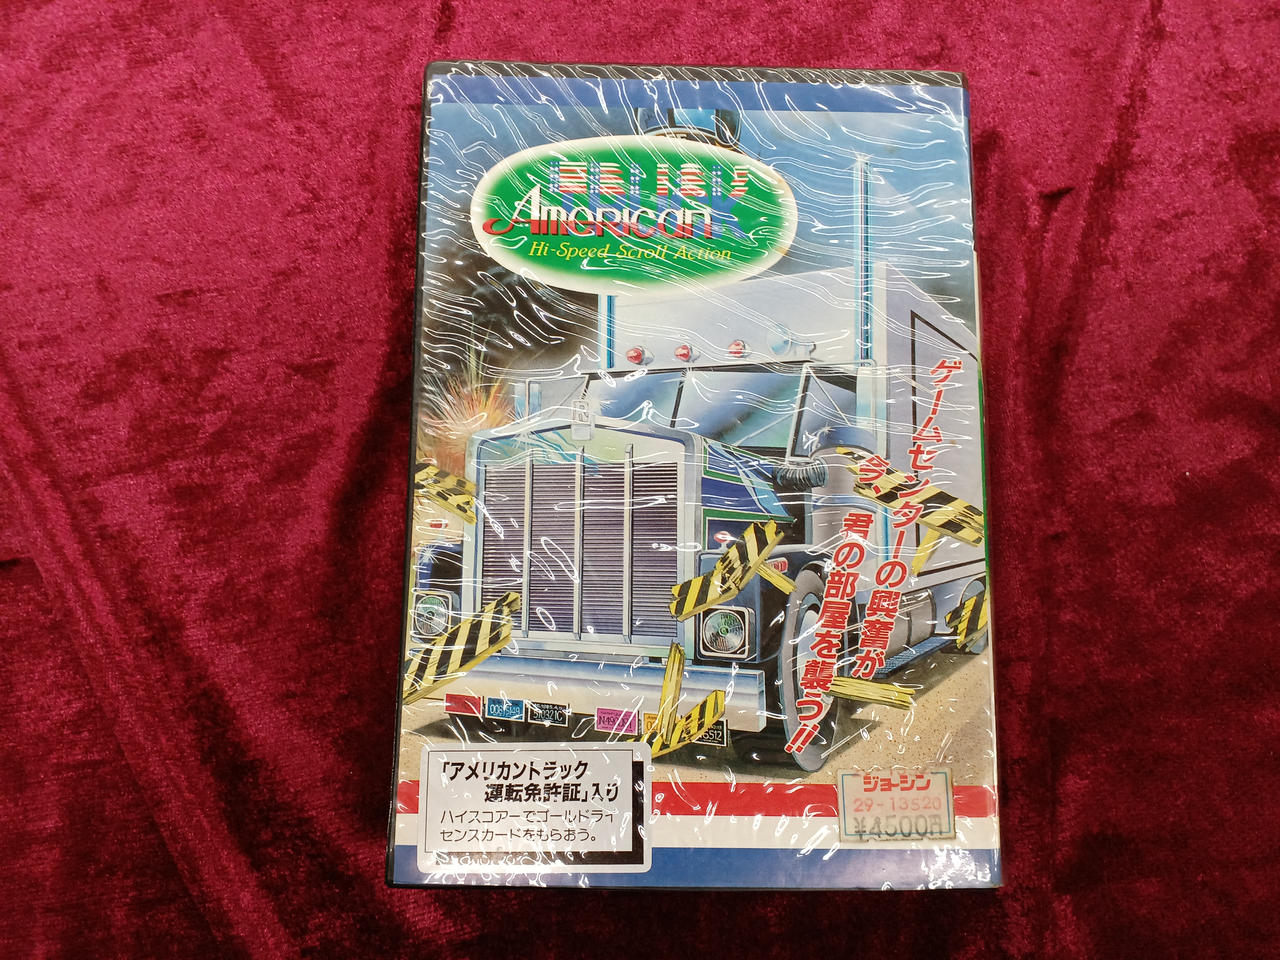 American
TRUCK
Hi-Speed Scroll Action
ゲームセンターの興奮が
今、君の部屋を襲う!!
510321C
「アメリカントラック
運転免許証」入り
ハイスコアーでゴールドライ
センスカードをもらおう。
ジョーシン
29-13520
¥4500円